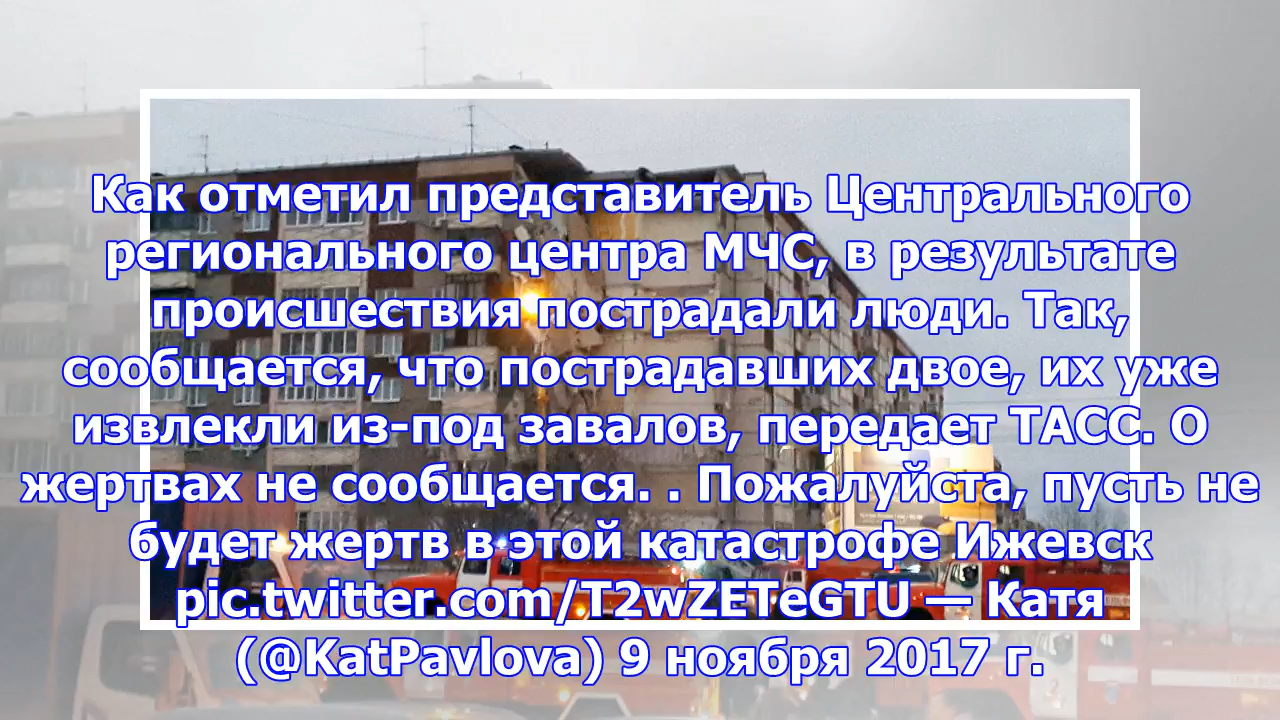 Как отметил представитель Центрального
регионального центра МЧС, в результате
происшествия пострадали люди. Так,
сообщается, что пострадавших двое, их уже
извлекли из-под завалов, передает ТАСС. О
жертвах не сообщается. . Пожалуйста, пусть не
будет жертв в этой катастрофе Ижевск
pic.twitter.com/T2wZETeGTU — Катя
(@KatPavlova) 9 ноября 2017 г.